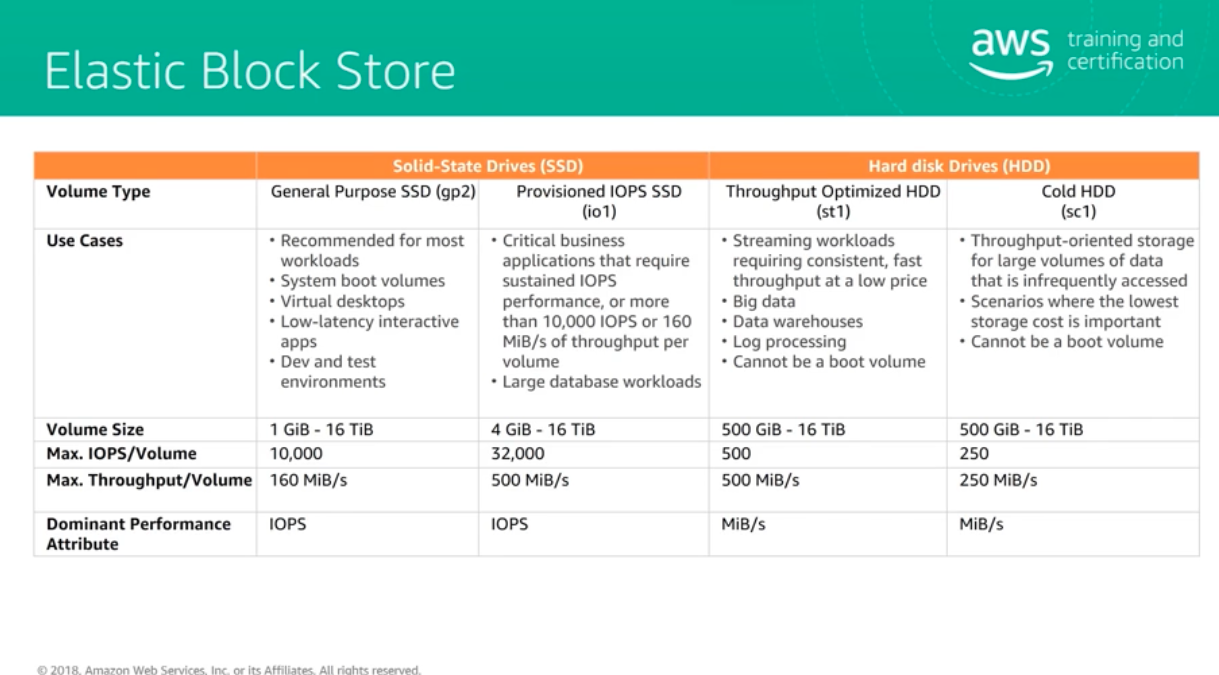 Elastic Block Store
aws training and
certification
Solid-State Drives (SSD) Hard disk Drives (HDD)
Volume Type General Purpose SSD (gp2) Provisioned IOPS SSD Throughput Optimized HDD Cold HDD
(io1) (st1) (sc1)
Use Cases
• Recommended for most
workloads
• System boot volumes
• Virtual desktops
• Low-latency interactive
apps
• Dev and test
environments
• Critical business
applications that require
sustained IOPS
performance, or more
than 10,000 IOPS or 160
MiB/s of throughput per
volume
• Large database workloads
• Streaming workloads
requiring consistent, fast
throughput at a low price
• Big data
• Data warehouses
• Log processing
• Cannot be a boot volume
• Throughput-oriented storage
for large volumes of data
that is infrequently accessed
• Scenarios where the lowest
storage cost is important
• Cannot be a boot volume
Volume Size 1 GiB - 16 TiB 4 GiB - 16 TiB 500 GiB - 16 TiB 500 GiB - 16 TiB
Max. IOPS/Volume 10,000 32,000 500 250
Max. Throughput/Volume 160 MiB/s 500 MiB/s 500 MiB/s 250 MiB/s
Dominant Performance IOPS IOPS MiB/s MiB/s
Attribute
© 2018, Amazon Web Services, Inc. or its Affiliates. All rights reserved.